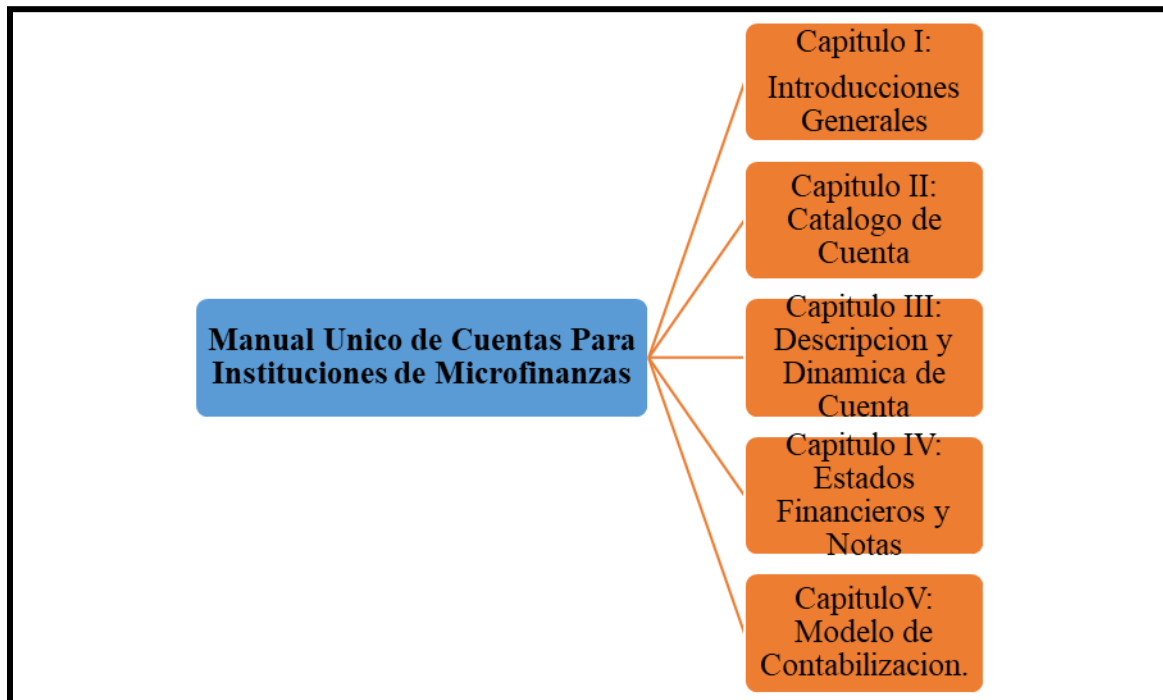 Manual Unico de Cuentas Para
Instituciones de Microfinanzas
Capitulo I:
Introducciones
Generales
Capitulo II:
Catalogo de
Cuenta
Capitulo III:
Descripcion y
Dinamica de
Cuenta
Capitulo IV:
Estados
Financieros y
Notas
CapituloV:
Modelo de
Contabilizacion.